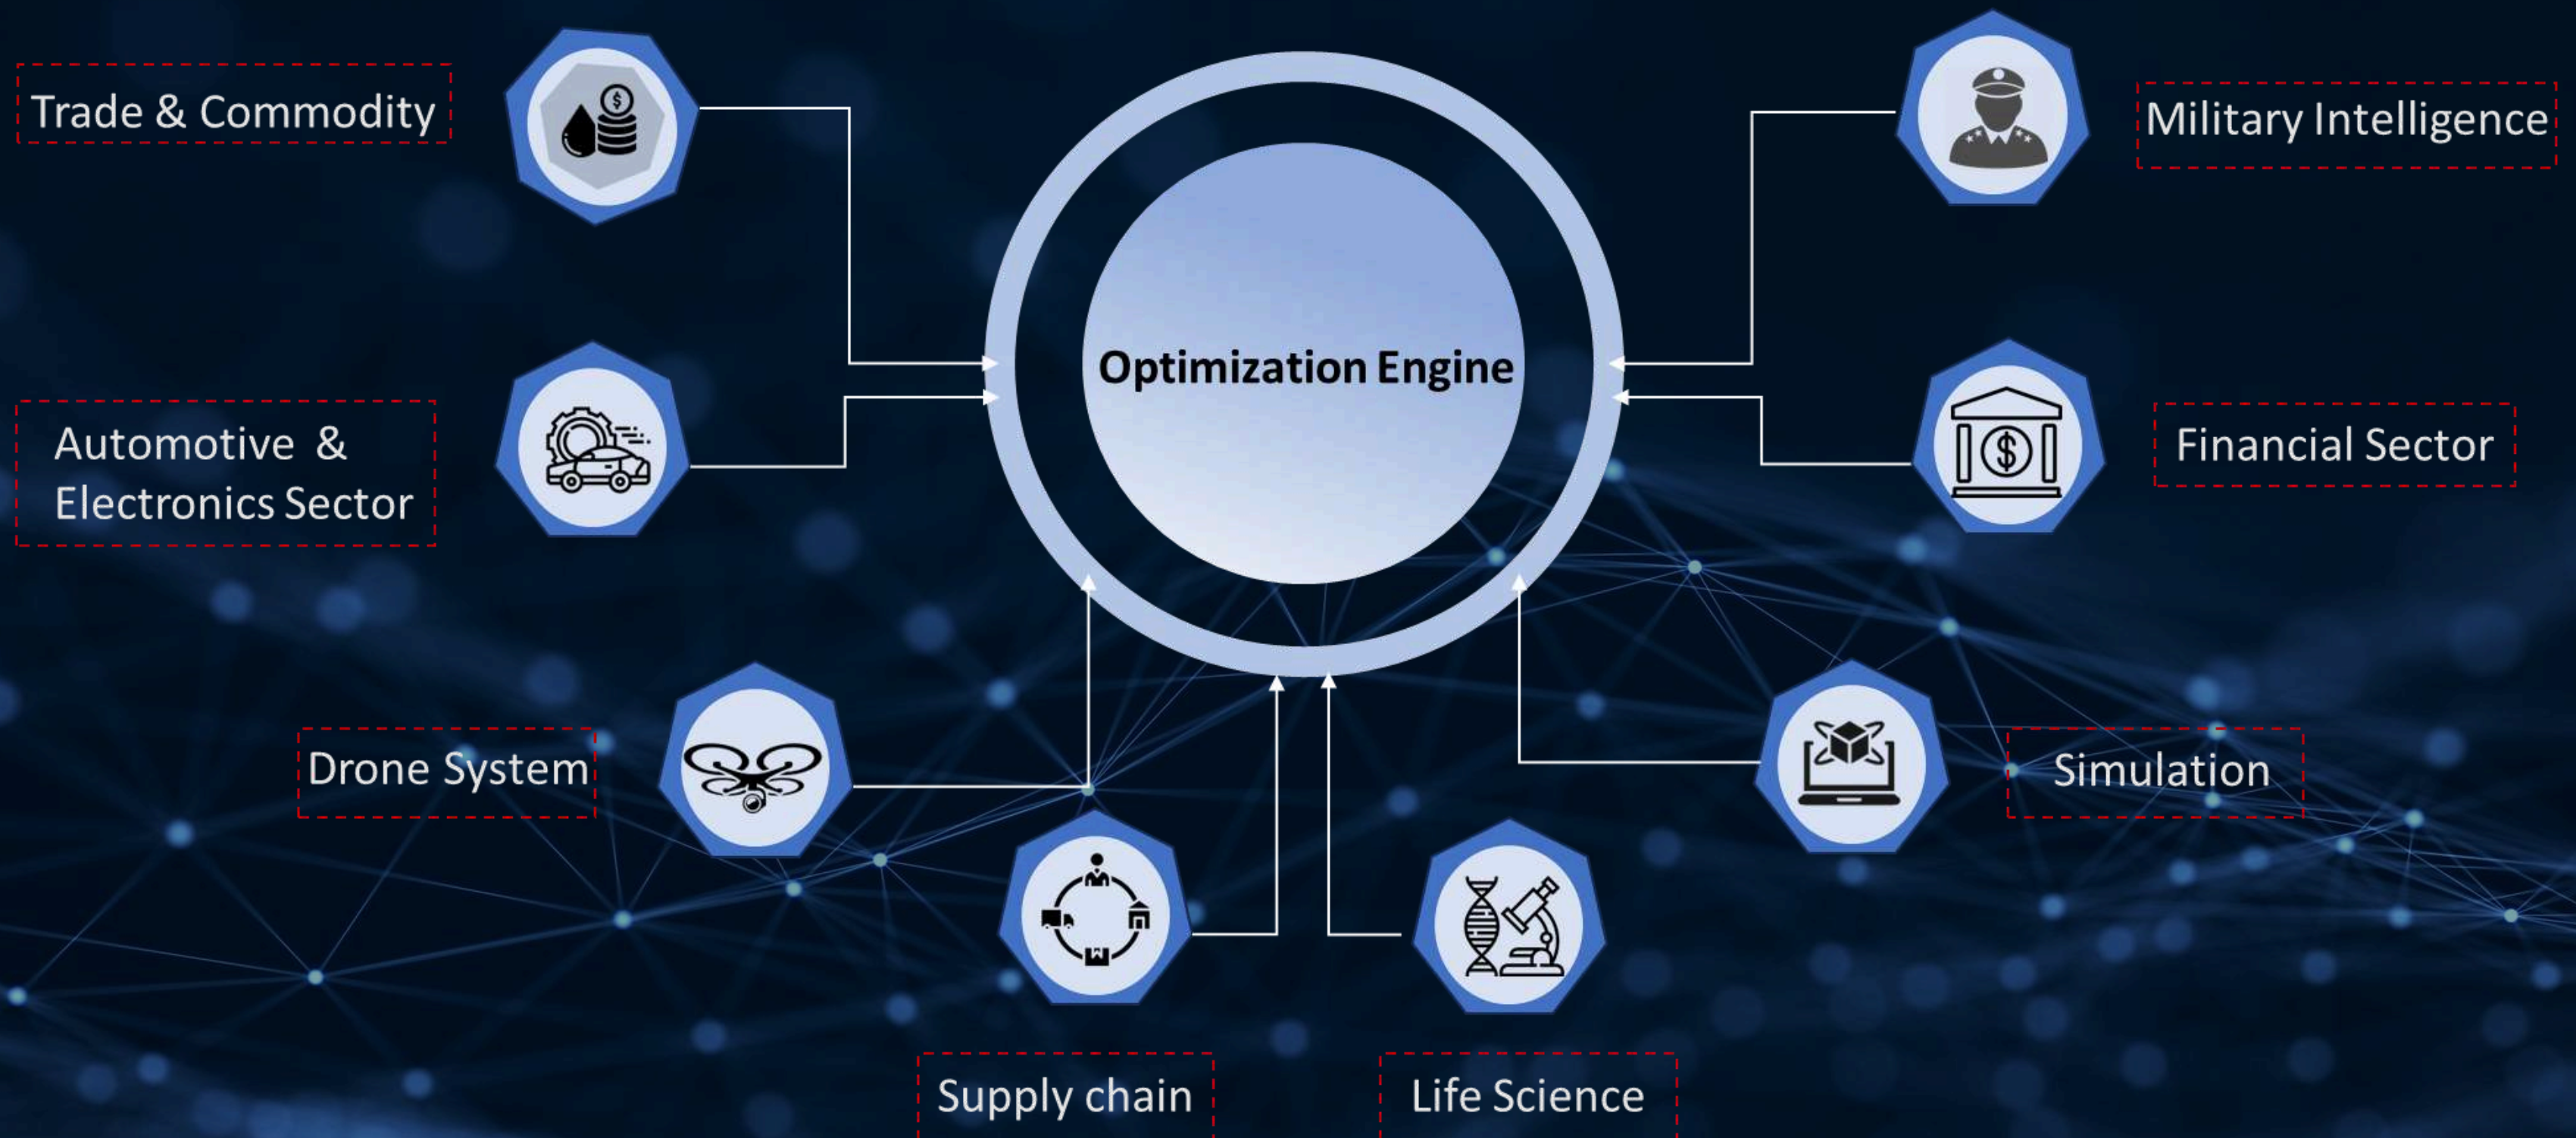 Trade & Commodity
Military Intelligence
Optimization Engine
Automotive &
Electronics Sector
Financial Sector
Drone System
Simulation
Supply chain
Life Science